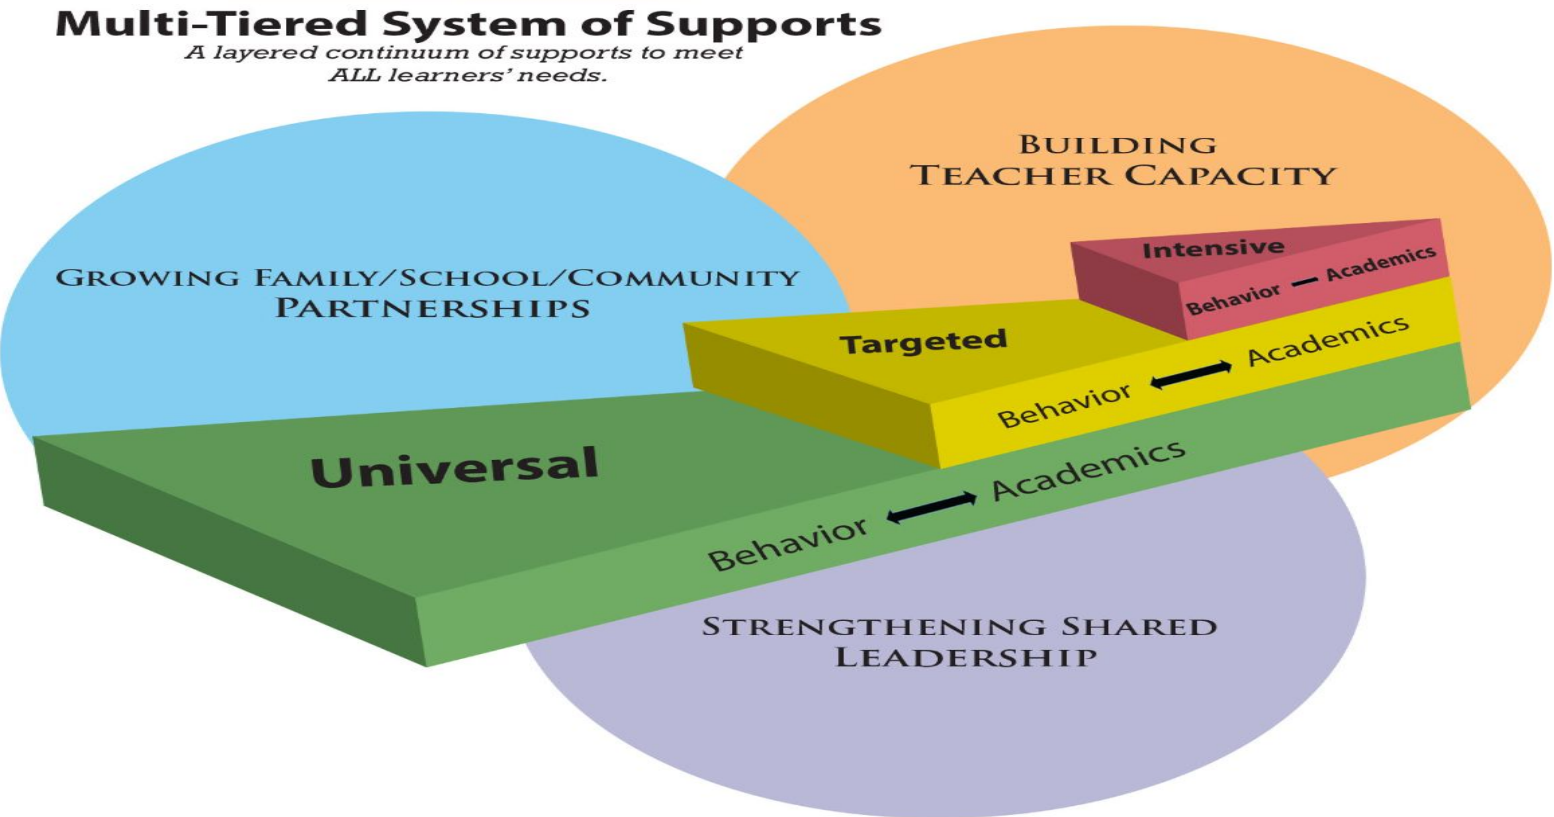 Multi-Tiered System of Supports
A layered continuum of supports to meet
ALL learners' needs.
BUILDING
TEACHER CAPACITY
GROWING FAMILY/SCHOOL/COMMUNITY
PARTNERSHIPS
Intensive
Behavior — Academics
Targeted
Behavior ↔ Academics
Universal
Behavior ↔ Academics
STRENGTHENING SHARED
LEADERSHIP